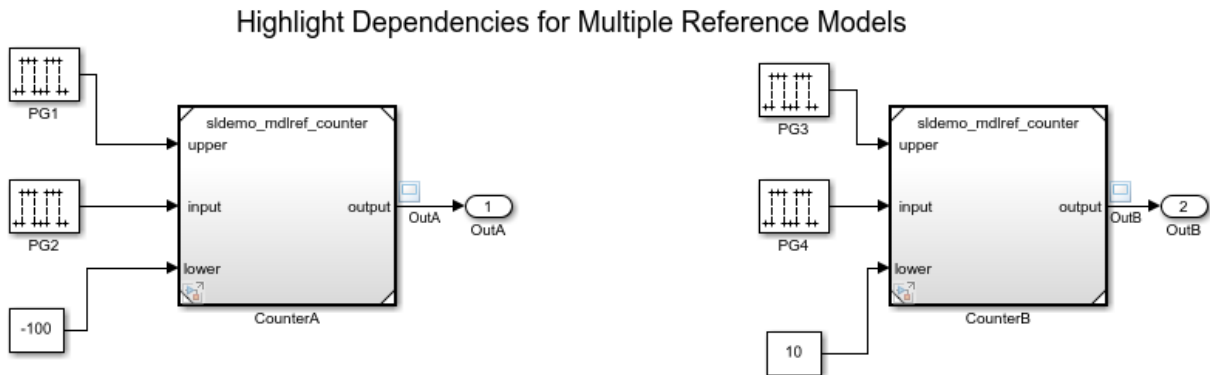 Highlight Dependencies for Multiple Reference Models
PG1
sldemo_mdlref_counter
upper
PG2
input
output
OutA
1
OutA
lower
-100
CounterA
PG3
sldemo_mdlref_counter
upper
PG4
input
output
OutB
2
OutB
lower
10
CounterB